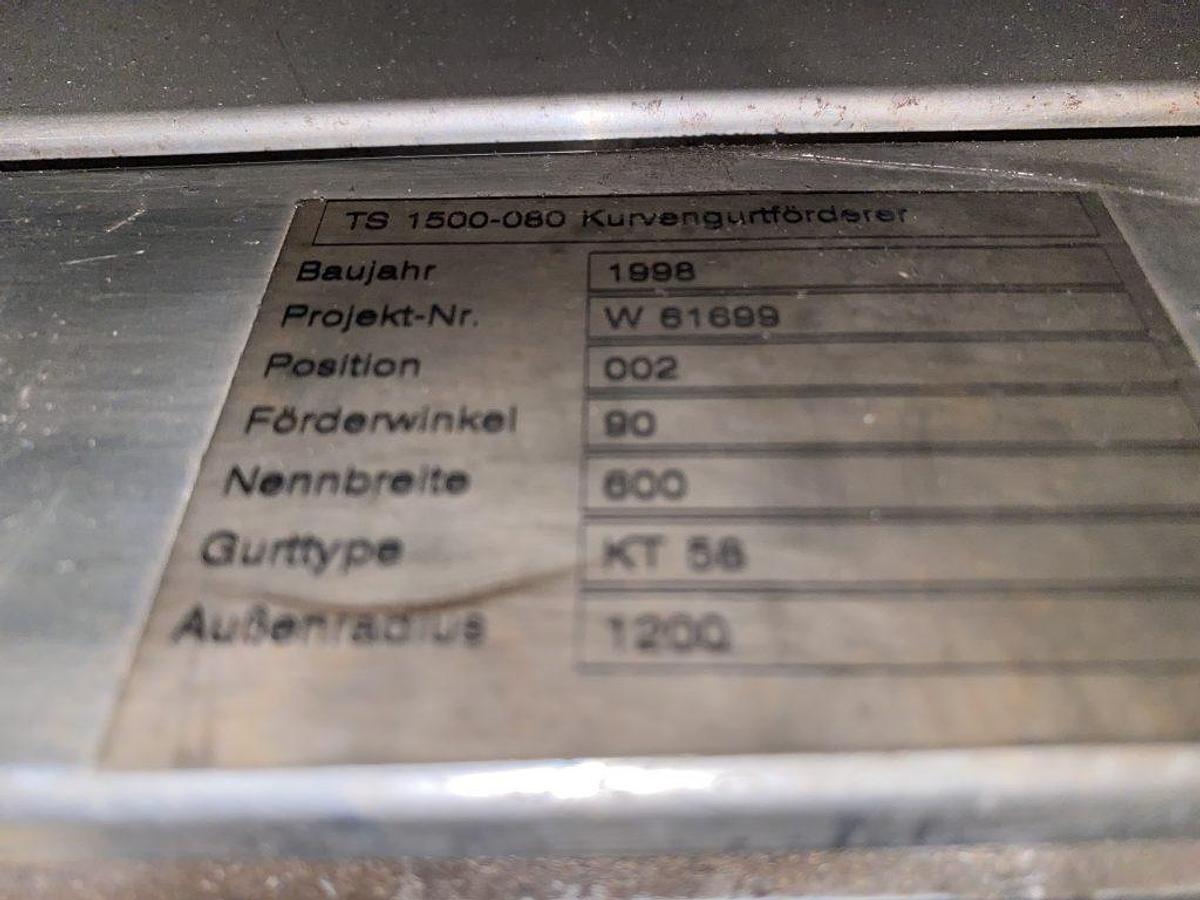 TS 1500-080 Kurvengurtförderer
Baujahr 1998
Projekt-Nr. W 61699
Position 002
Förderwinkel 90
Nennbreite 600
Gurttype KT
Außenradius 1200